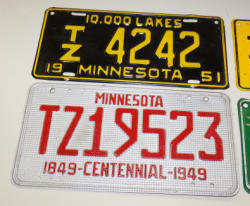 10,000 LAKES
TZ 4242
19 MINNESOTA 51
MINNESOTA
TZ19523
1849-CENTENNIAL-1949